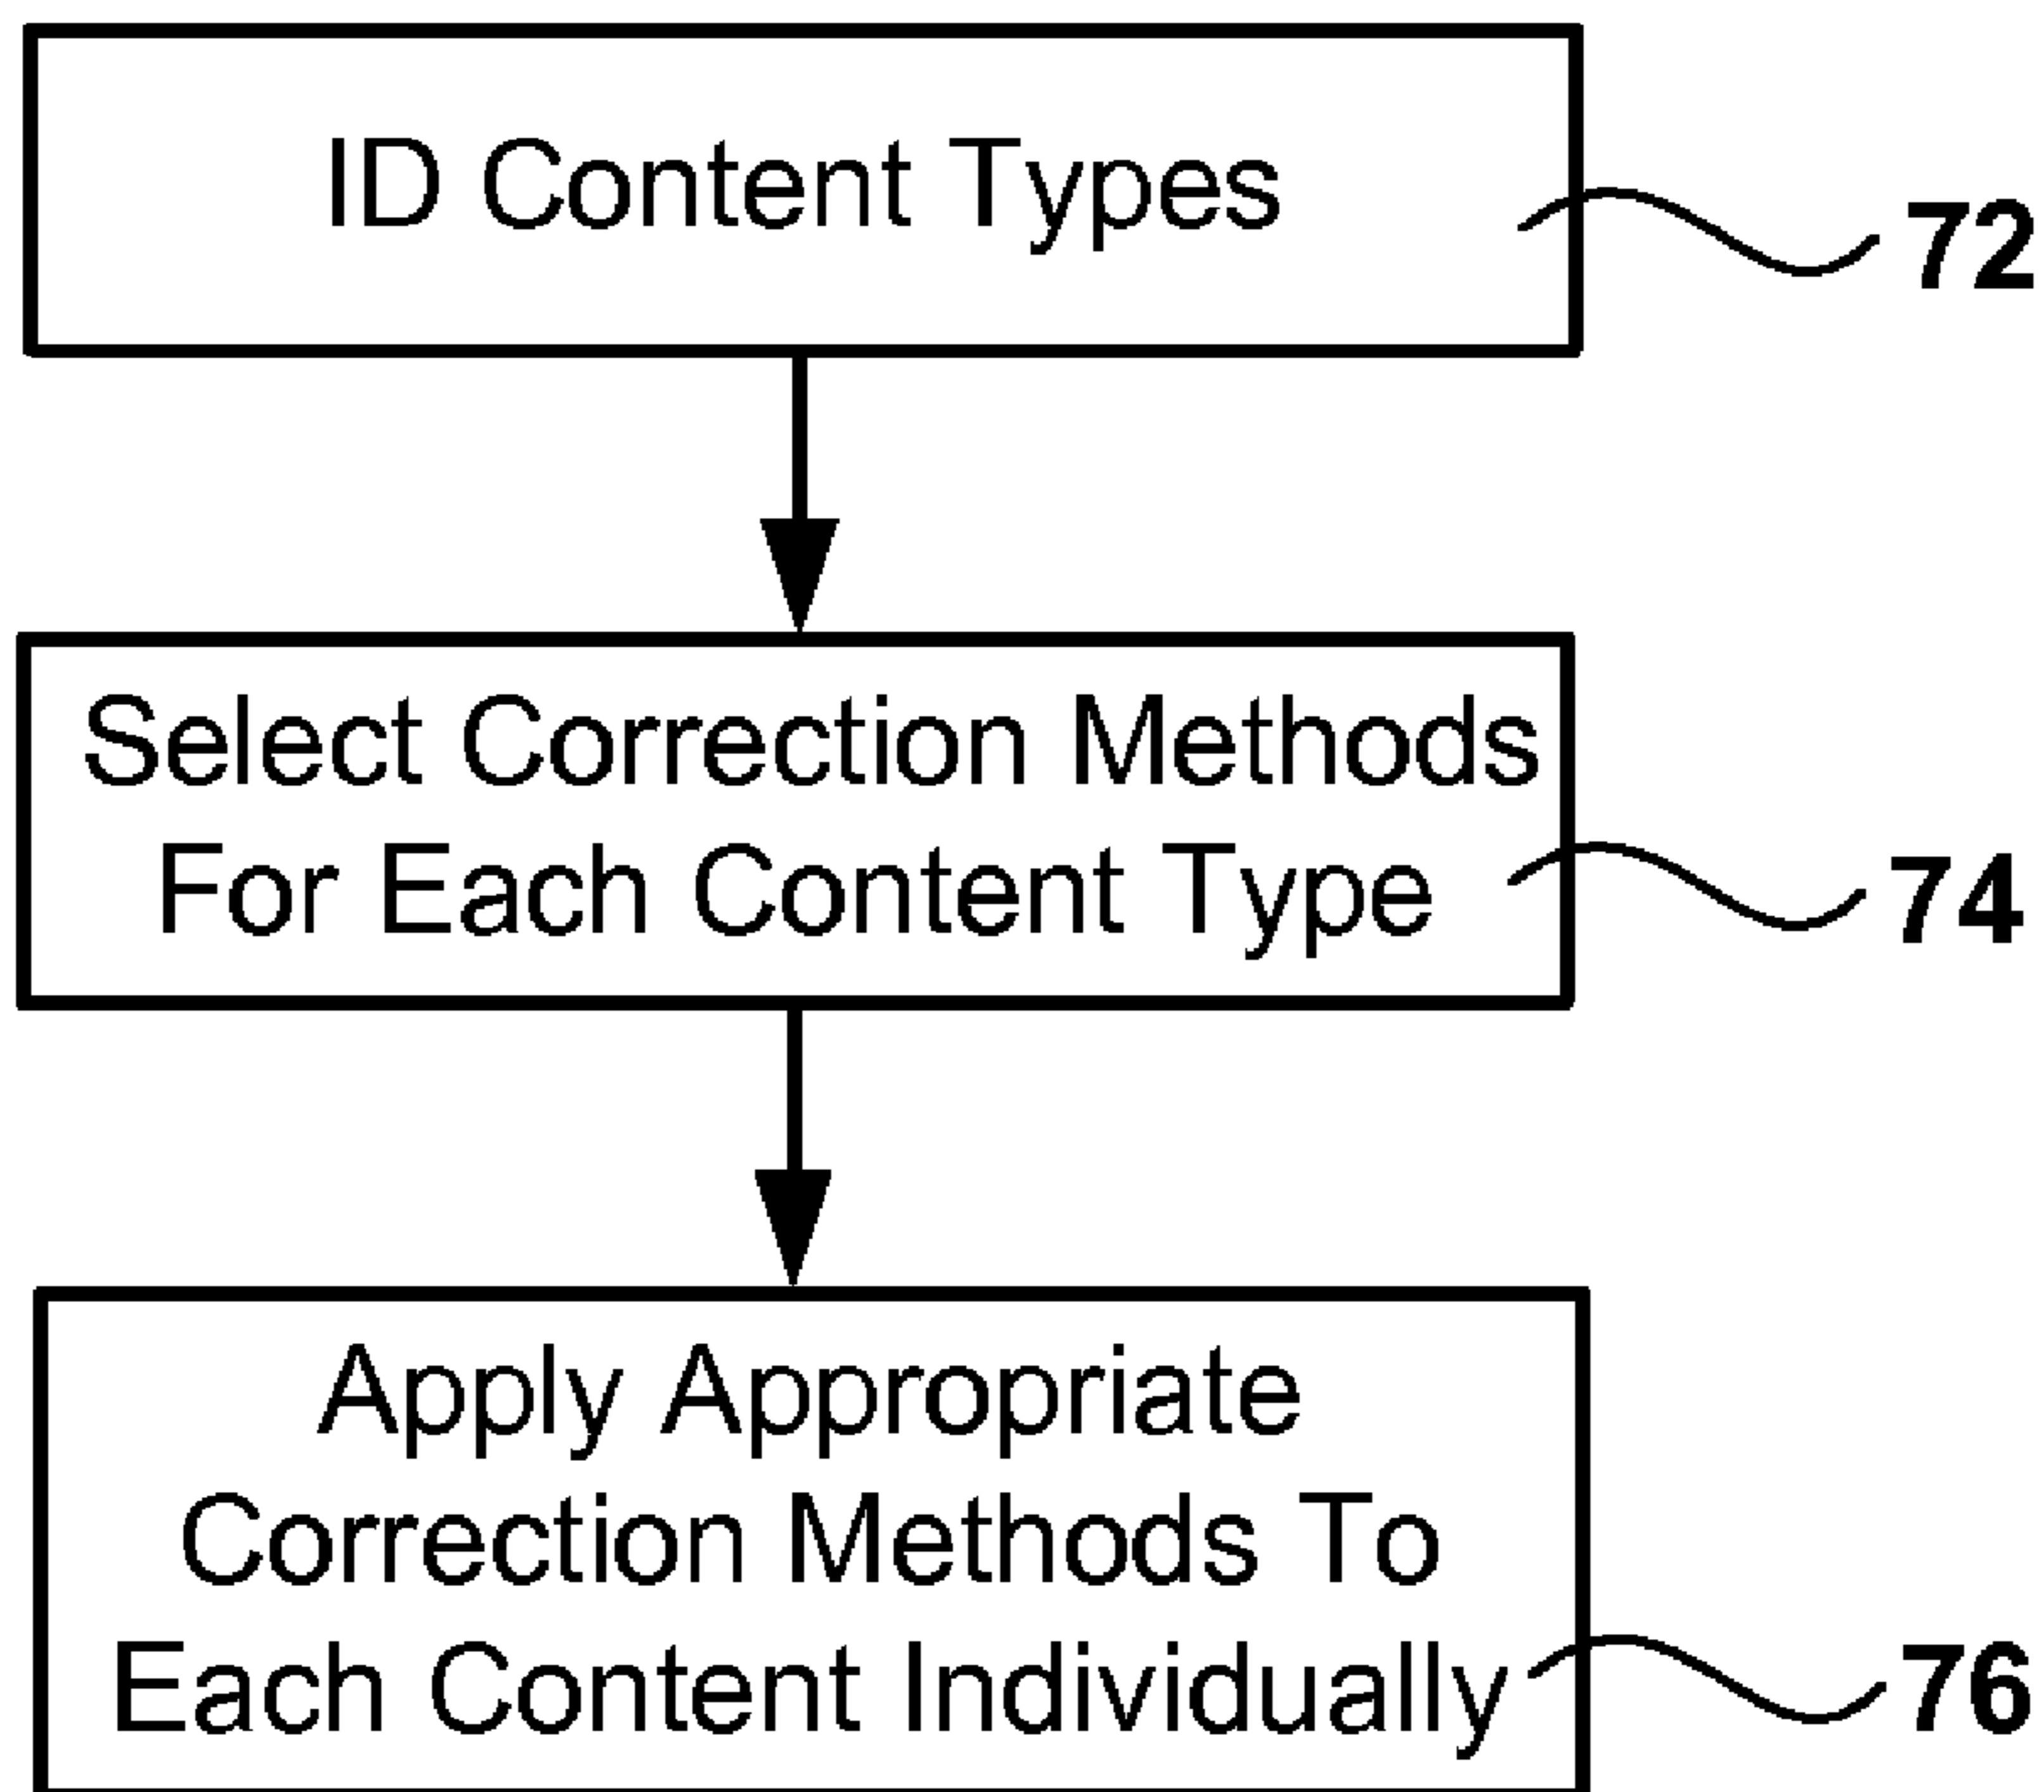 ID Content Types
72
Select Correction Methods
For Each Content Type
74
Apply Appropriate
Correction Methods To
Each Content Individually
76